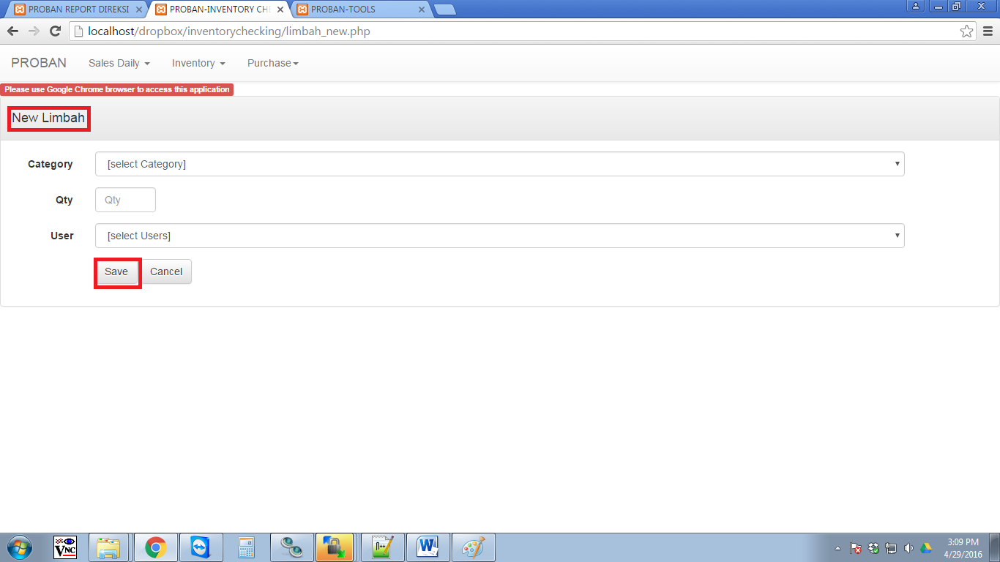 PROBAN REPORT DIREKSI
PROBAN-INVENTORY CHE
PROBAN-TOOLS
localhost/dropbox/inventorychecking/limbah_new.php
PROBAN Sales Daily Inventory Purchase
Please use Google Chrome browser to access this application
New Limbah
Category [select Category]
Qty Qty
User [select Users]
Save Cancel
VNC
3:09 PM
4/29/2016